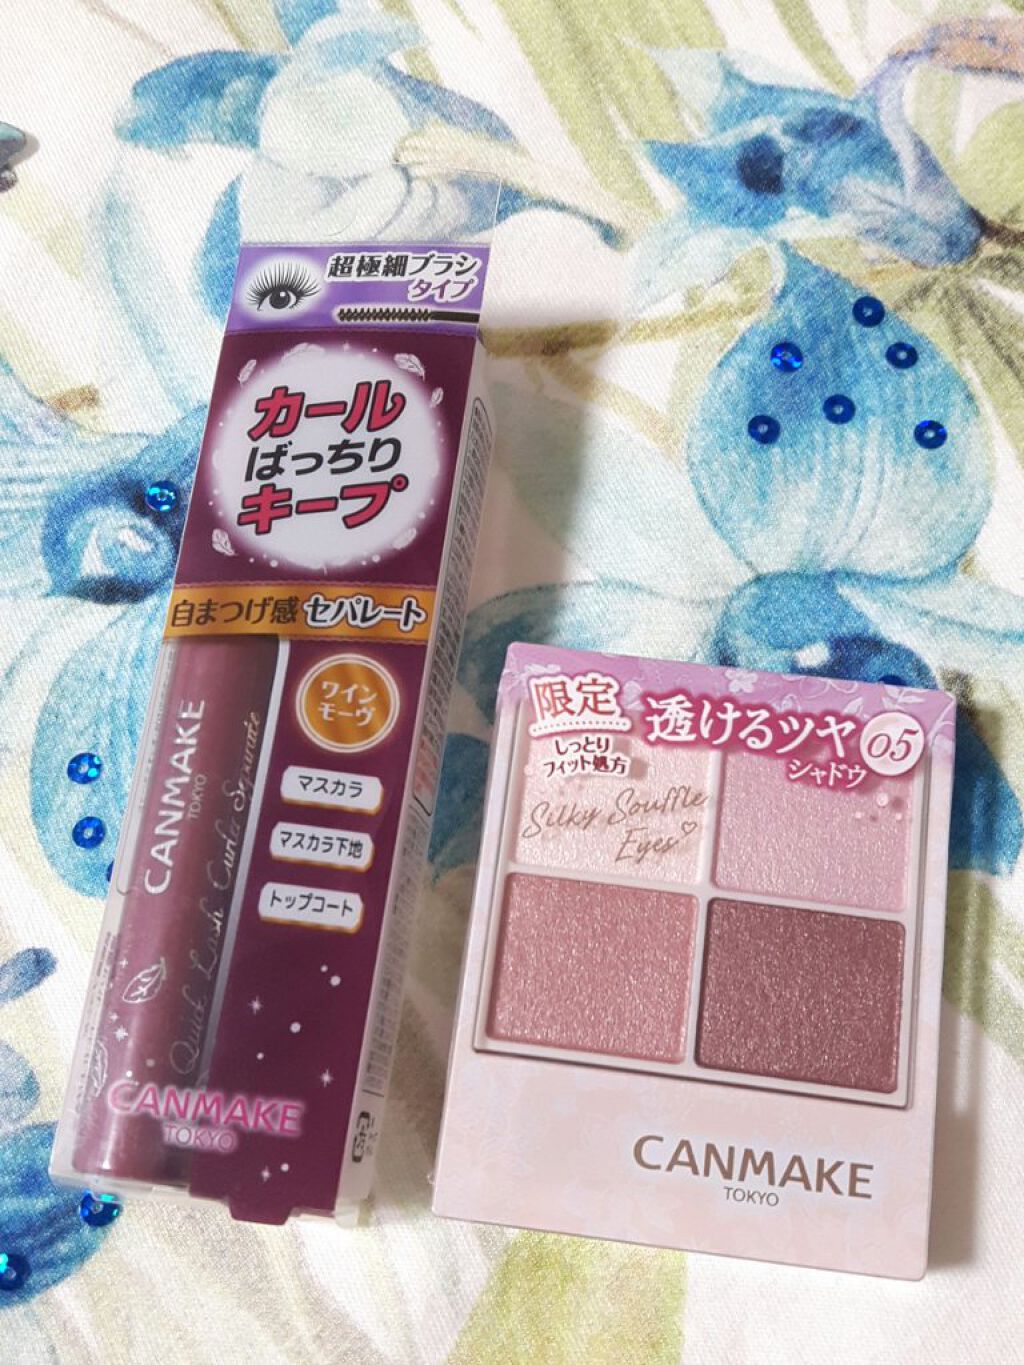 超極細ブラシ
タイプ
カール
ばっちり
キープ
自まつげ感 セパレート
ワイン
モーヴ
マスカラ
マスカラ下地
トップコート
CANMAKE
TOKYO
Quick Lash Curler Separate
CANMAKE
TOKYO
限定
しっとり
フィット処方
透けるツヤ
シャドウ
05
Silky Souffle
Eyes
CANMAKE
TOKYO